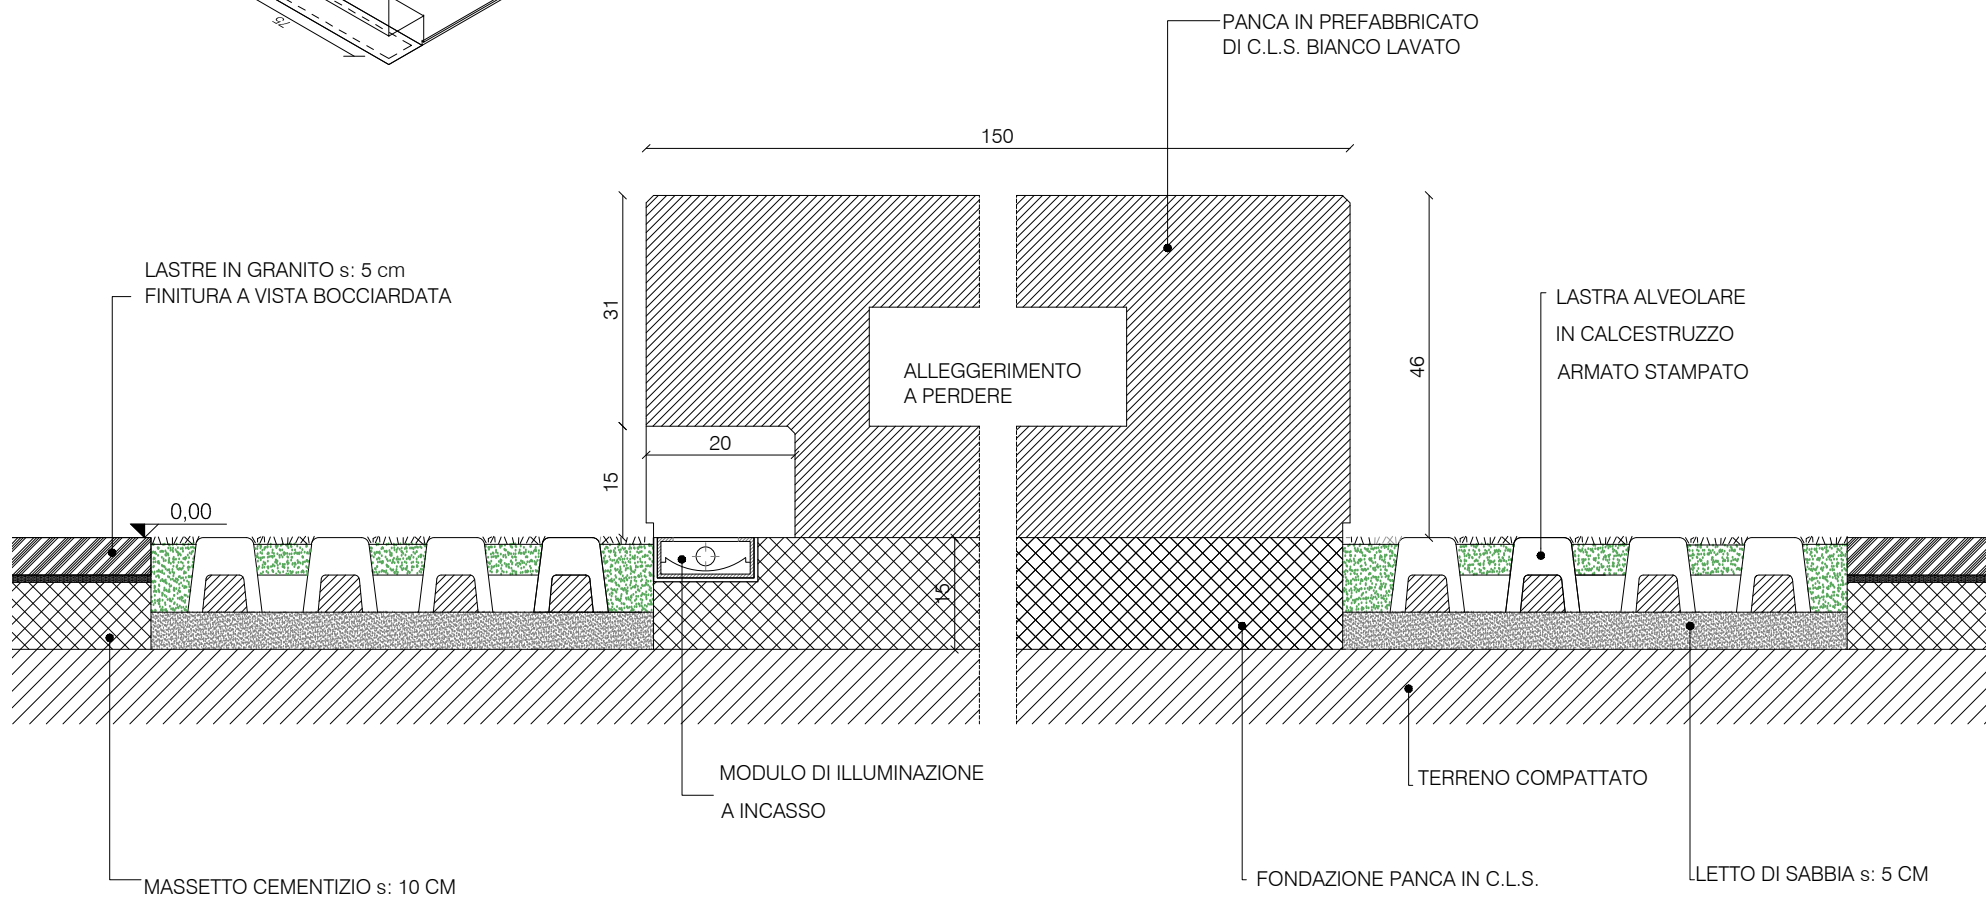 75
PANCA IN PREFABBRICATO
DI C.L.S. BIANCO LAVATO
150
LASTRE IN GRANITO s: 5 cm
FINITURA A VISTA BOCCIARDATA
31
LASTRA ALVEOLARE
IN CALCESTRUZZO
ARMATO STAMPATO
46
ALLEGGERIMENTO
A PERDERE
20
15
0,00
15
MODULO DI ILLUMINAZIONE
A INCASSO
TERRENO COMPATTATO
MASSETTO CEMENTIZIO s: 10 CM
FONDAZIONE PANCA IN C.L.S.
LETTO DI SABBIA s: 5 CM